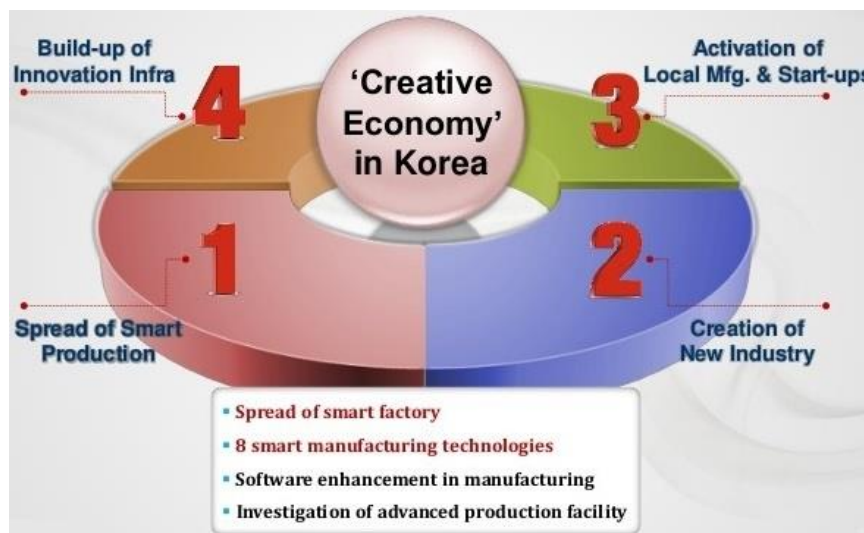 Build-up of
Innovation Infra
4
'Creative
Economy'
in Korea
3
Activation of
Local Mfg. & Start-ups
1
Spread of Smart
Production
2
Creation of
New Industry
Spread of smart factory
8 smart manufacturing technologies
Software enhancement in manufacturing
Investigation of advanced production facility